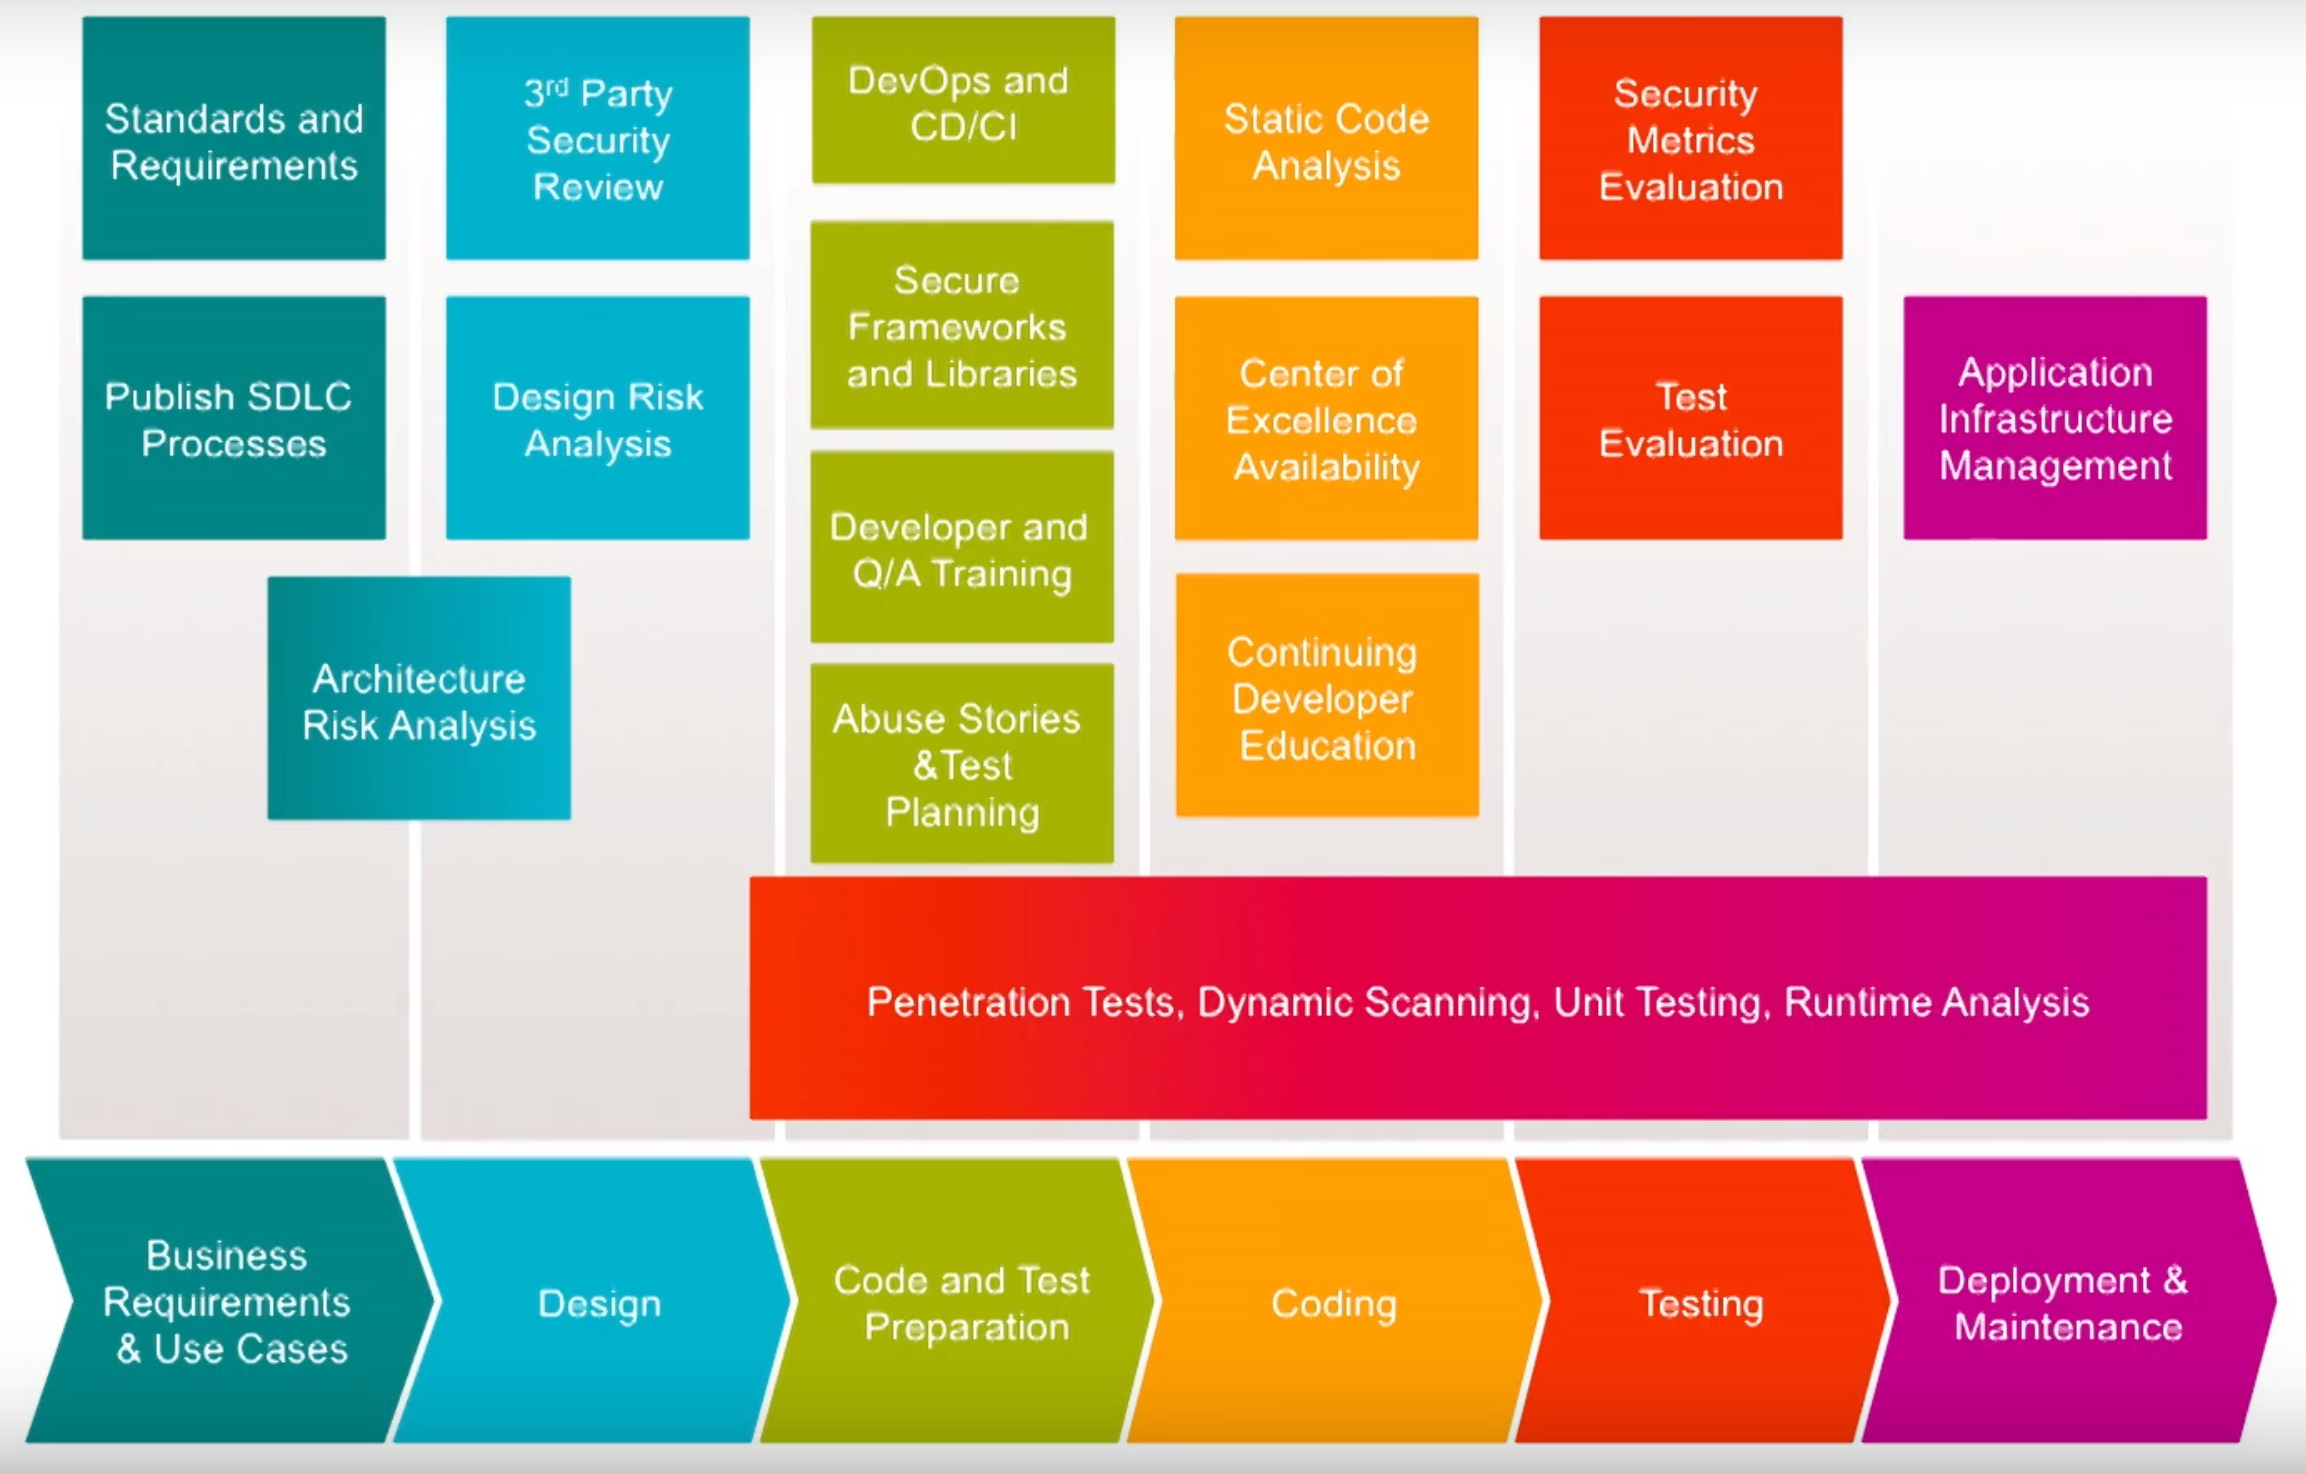 Standards and
Requirements
3rd Party
Security
Review
DevOps and
CD/CI
Static Code
Analysis
Security
Metrics
Evaluation
Publish SDLC
Processes
Design Risk
Analysis
Secure
Frameworks
and Libraries
Center of
Excellence
Availability
Test
Evaluation
Application
Infrastructure
Management
Architecture
Risk Analysis
Developer and
Q/A Training
Abuse Stories
&Test
Planning
Continuing
Developer
Education
Penetration Tests, Dynamic Scanning, Unit Testing, Runtime Analysis
Business
Requirements
& Use Cases
Design
Code and Test
Preparation
Coding
Testing
Deployment &
Maintenance